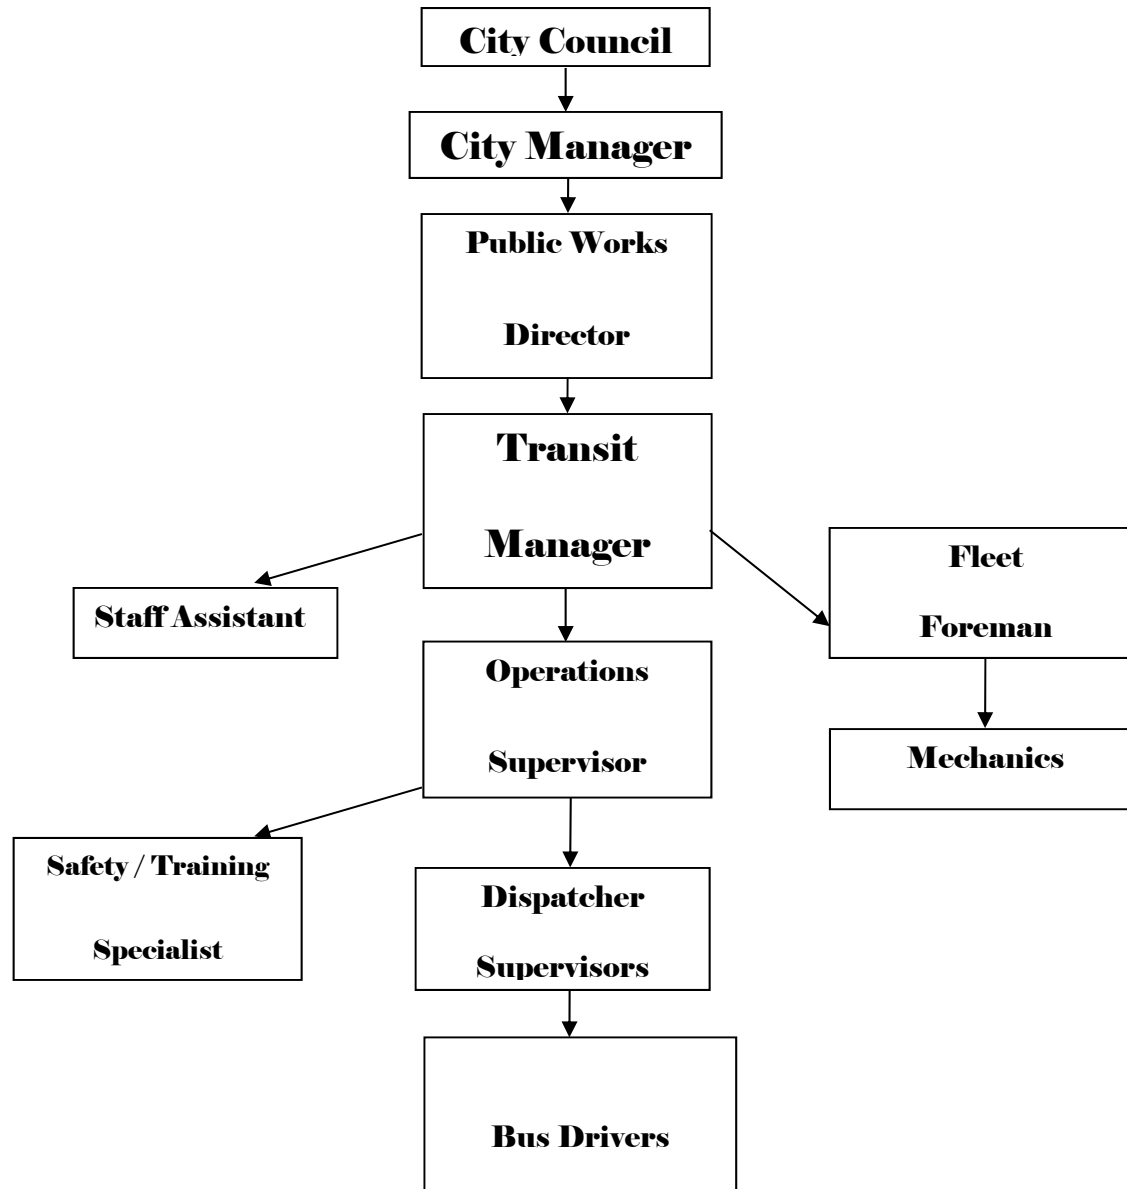 City Council
City Manager
Public Works
Director
Transit
Manager
Staff Assistant
Fleet
Foreman
Operations
Supervisor
Mechanics
Safety / Training
Specialist
Dispatcher
Supervisors
Bus Drivers